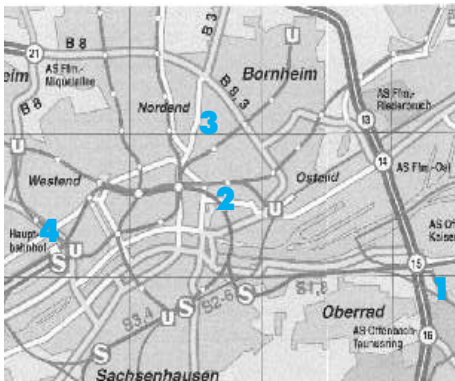 B 3
B 8
21
U
eim
AS Ffm.-
Miquelallee
Bornheim
B 8
Nordend
B 8, 3
AS Ffm.-
Riederbruch
13
3
U
14
AS Ffm.-Ost
Westend
Ostend
2
U
4
Haupt-
bahnhof
U
S
AS Of
Kaiser
15
1
S2-6
S
S
S1,8
S3,4
U
Oberrad
AS Offenbach-
Taunusring
16
S
Sachsenhausen